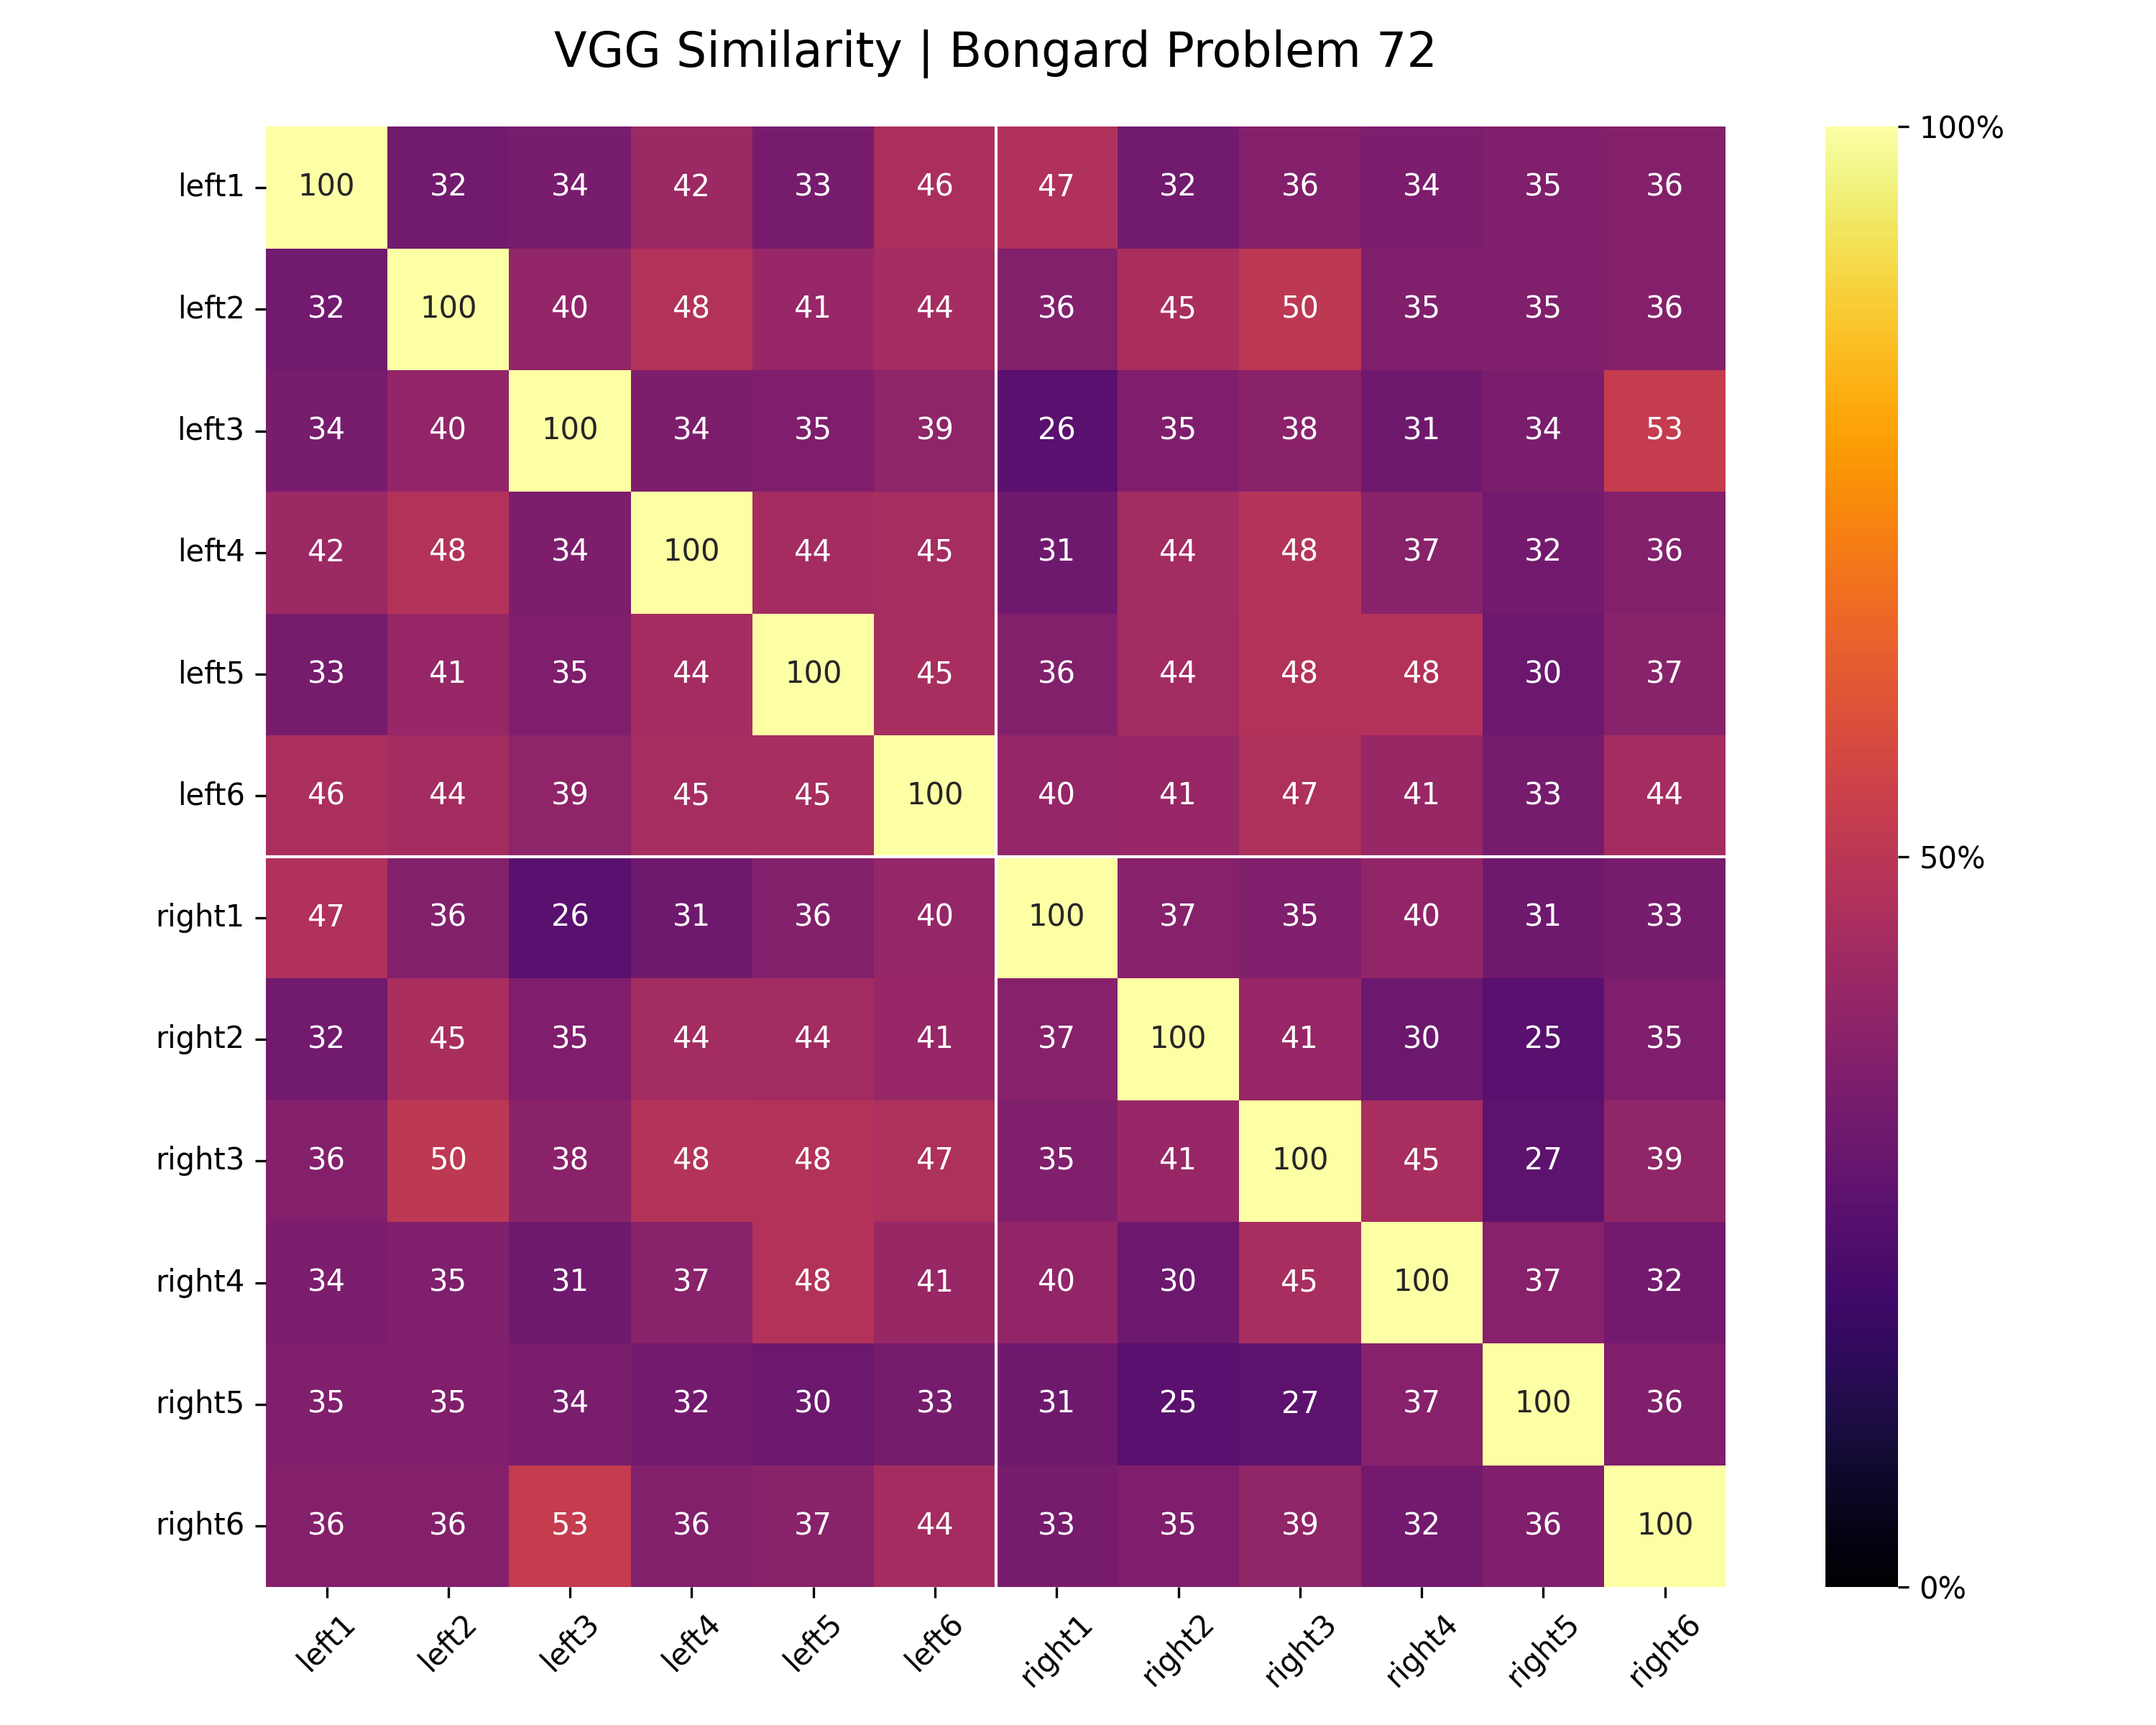 VGG Similarity | Bongard Problem 72
left1 100 32 34 42 33 46 47 32 36 34 35 36
left2 32 100 40 48 41 44 36 45 50 35 35 36
left3 34 40 100 34 35 39 26 35 38 31 34 53
left4 42 48 34 100 44 45 31 44 48 37 32 36
left5 33 41 35 44 100 45 36 44 48 48 30 37
left6 46 44 39 45 45 100 40 41 47 41 33 44
right1 47 36 26 31 36 40 100 37 35 40 31 33
right2 32 45 35 44 44 41 37 100 41 30 25 35
right3 36 50 38 48 48 47 35 41 100 45 27 39
right4 34 35 31 37 48 41 40 30 45 100 37 32
right5 35 35 34 32 30 33 31 25 27 37 100 36
right6 36 36 53 36 37 44 33 35 39 32 36 100
left1 left2 left3 left4 left5 left6 right1 right2 right3 right4 right5 right6
100%
50%
0%